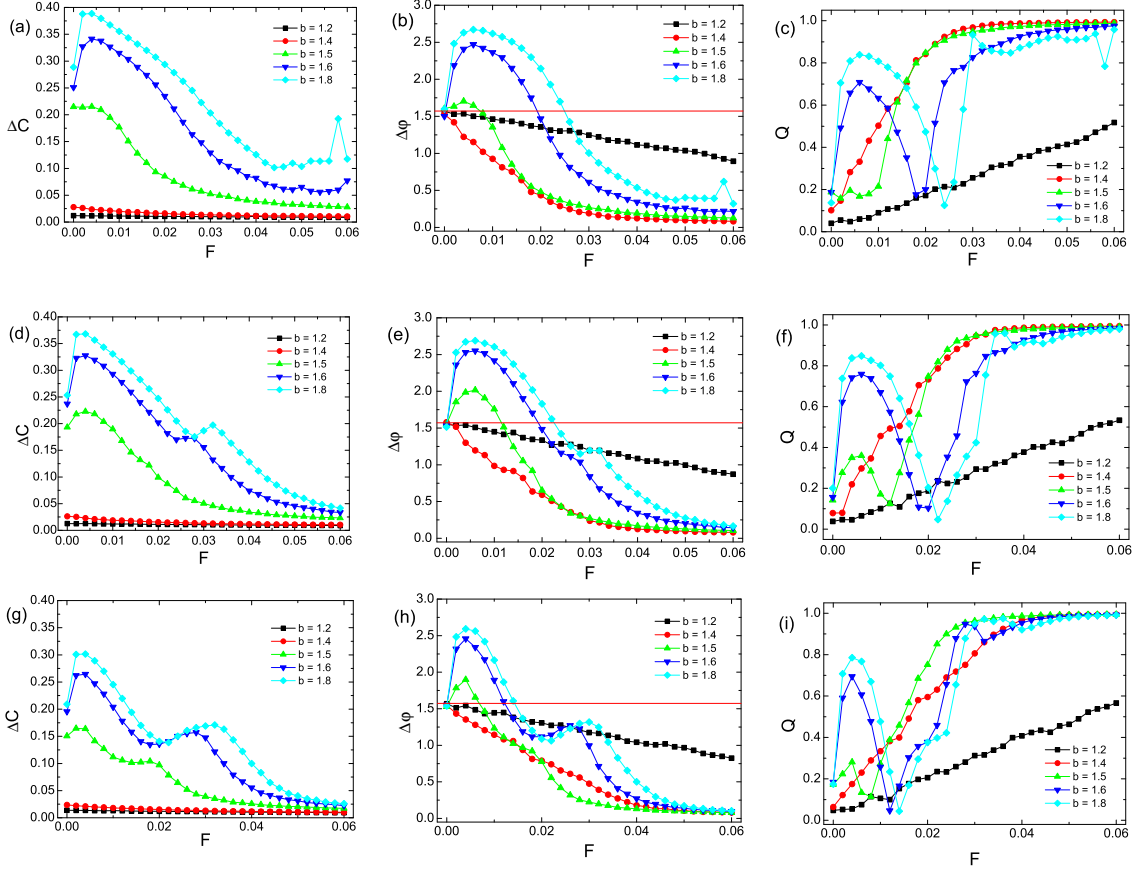 (a)
ΔC
0.40
0.35
0.30
0.25
0.20
0.15
0.10
0.05
0.00
0.00 0.01 0.02 0.03 0.04 0.05 0.06
F
b = 1.2
b = 1.4
b = 1.5
b = 1.6
b = 1.8
(b)
Δφ
3.0
2.5
2.0
1.5
1.0
0.5
0.0
0.00 0.01 0.02 0.03 0.04 0.05 0.06
F
b = 1.2
b = 1.4
b = 1.5
b = 1.6
b = 1.8
(c)
Q
1.0
0.8
0.6
0.4
0.2
0.0
0.00 0.01 0.02 0.03 0.04 0.05 0.06
F
b = 1.2
b = 1.4
b = 1.5
b = 1.6
b = 1.8
(d)
ΔC
0.40
0.35
0.30
0.25
0.20
0.15
0.10
0.05
0.00
0.00 0.01 0.02 0.03 0.04 0.05 0.06
F
b = 1.2
b = 1.4
b = 1.5
b = 1.6
b = 1.8
(e)
Δφ
3.0
2.5
2.0
1.5
1.0
0.5
0.0
0.00 0.01 0.02 0.03 0.04 0.05 0.06
F
b = 1.2
b = 1.4
b = 1.5
b = 1.6
b = 1.8
(f)
Q
1.0
0.8
0.6
0.4
0.2
0.0
0.00 0.02 0.04 0.06
F
b = 1.2
b = 1.4
b = 1.5
b = 1.6
b = 1.8
(g)
ΔC
0.40
0.35
0.30
0.25
0.20
0.15
0.10
0.05
0.00
0.00 0.02 0.04 0.06
F
b = 1.2
b = 1.4
b = 1.5
b = 1.6
b = 1.8
(h)
Δφ
3.0
2.5
2.0
1.5
1.0
0.5
0.0
0.00 0.02 0.04 0.06
F
b = 1.2
b = 1.4
b = 1.5
b = 1.6
b = 1.8
(i)
Q
1.0
0.8
0.6
0.4
0.2
0.0
0.00 0.02 0.04 0.06
F
b = 1.2
b = 1.4
b = 1.5
b = 1.6
b = 1.8